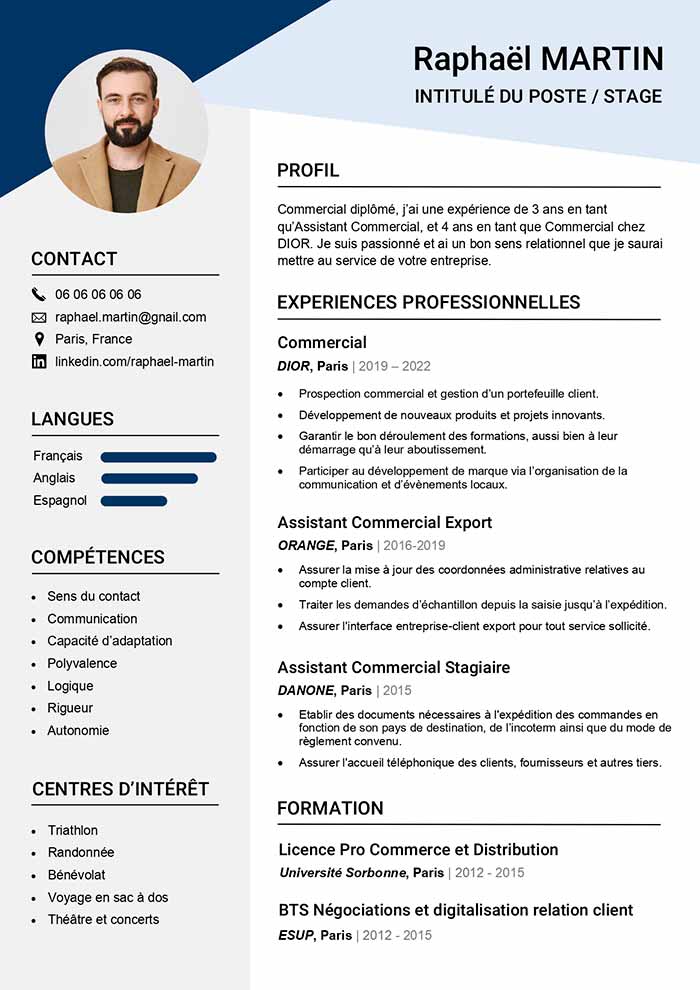 Raphaël MARTIN
INTITULÉ DU POSTE / STAGE
CONTACT
06 06 06 06 06
raphael.martin@gnail.com
Paris, France
linkedin.com/raphael-martin
LANGUES
Français
Anglais
Espagnol
COMPÉTENCES
• Sens du contact
• Communication
• Capacité d’adaptation
• Polyvalence
• Logique
• Rigueur
• Autonomie
CENTRES D’INTÉRÊT
• Triathlon
• Randonnée
• Bénévolat
• Voyage en sac à dos
• Théâtre et concerts
PROFIL
Commercial diplômé, j’ai une expérience de 3 ans en tant
qu’Assistant Commercial, et 4 ans en tant que Commercial chez
DIOR. Je suis passionné et ai un bon sens relationnel que je saurai
mettre au service de votre entreprise.
EXPERIENCES PROFESSIONNELLES
Commercial
DIOR, Paris | 2019 – 2022
• Prospection commercial et gestion d’un portefeuille client.
• Développement de nouveaux produits et projets innovants.
• Garantir le bon déroulement des formations, aussi bien à leur
démarrage qu’à leur aboutissement.
• Participer au développement de marque via l’organisation de la
communication et d’évènements locaux.
Assistant Commercial Export
ORANGE, Paris | 2016-2019
• Assurer la mise à jour des coordonnées administrative relatives au
compte client.
• Traiter les demandes d’échantillon depuis la saisie jusqu’à l’expédition.
• Assurer l’interface entreprise-client export pour tout service sollicité.
Assistant Commercial Stagiaire
DANONE, Paris | 2015
• Etablir des documents nécessaires à l'expédition des commandes en
fonction de son pays de destination, de l’incoterm ainsi que du mode de
règlement convenu.
• Assurer l’accueil téléphonique des clients, fournisseurs et autres tiers.
FORMATION
Licence Pro Commerce et Distribution
Université Sorbonne, Paris | 2012 - 2015
BTS Négociations et digitalisation relation client
ESUP, Paris | 2012 - 2015